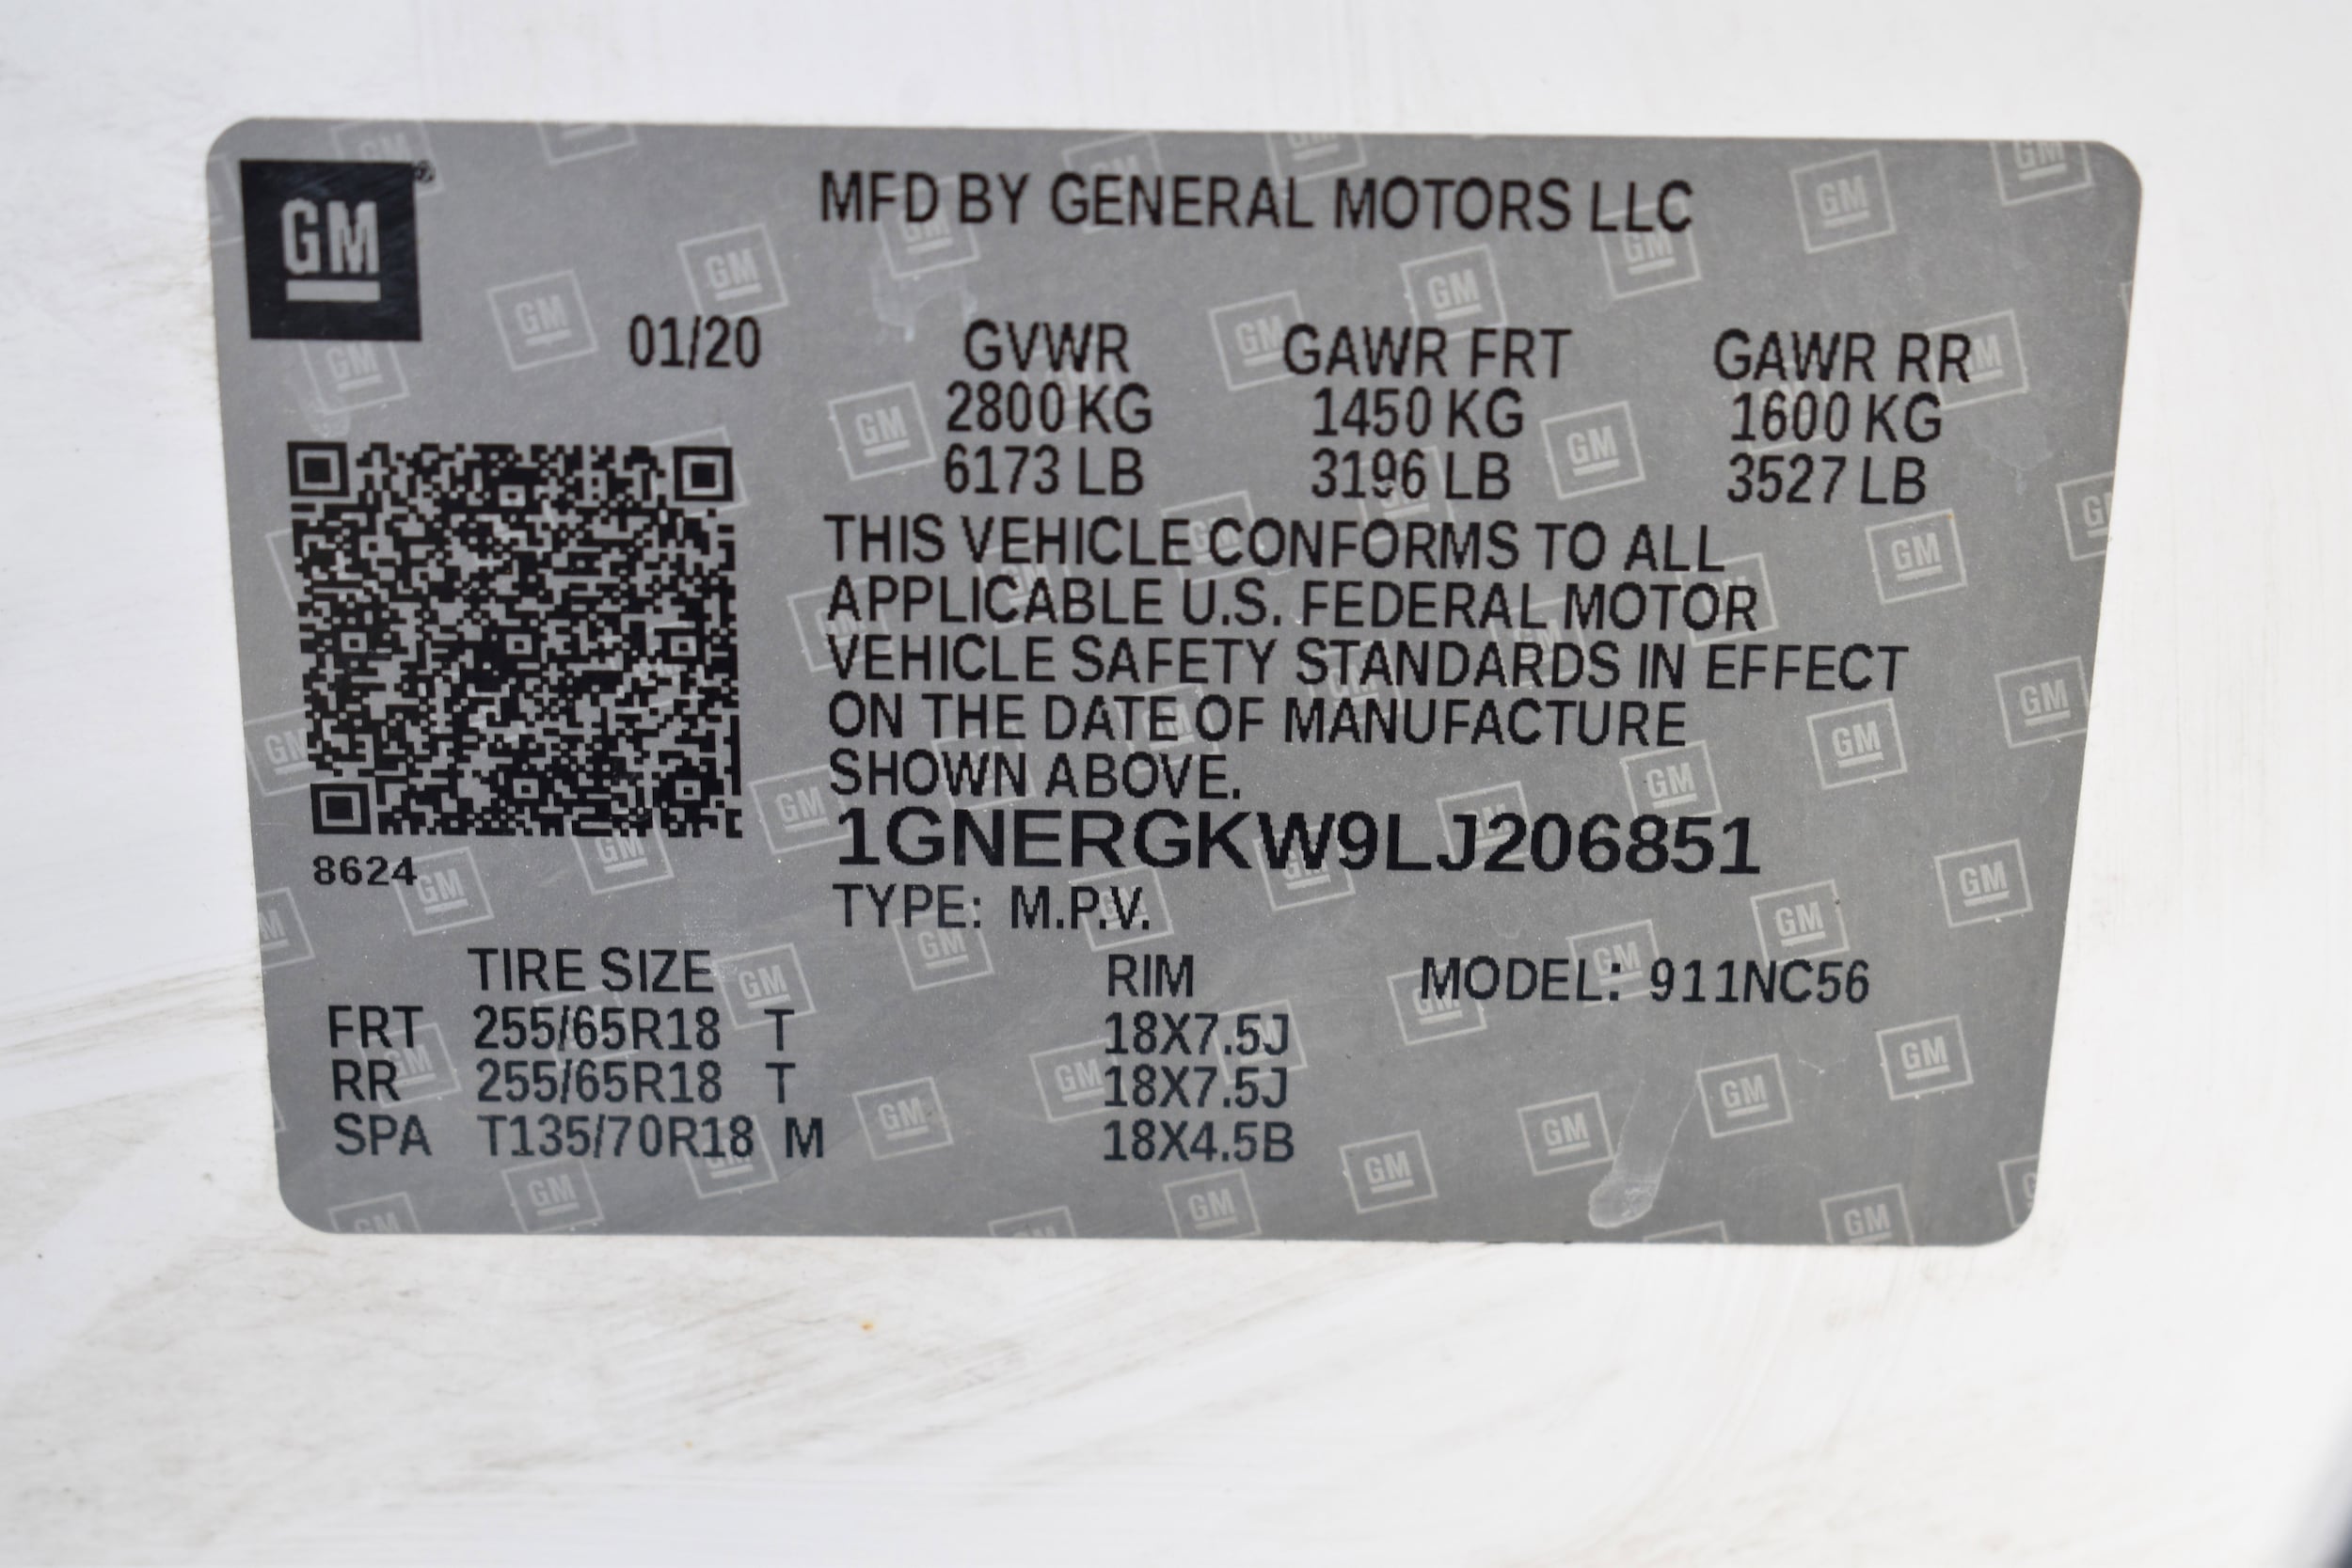 GM®
MFD BY GENERAL MOTORS LLC
01/20 GVWR GAWR FRT GAWR RR
2800 KG 1450 KG 1600 KG
6173 LB 3196 LB 3527 LB
THIS VEHICLE CONFORMS TO ALL
APPLICABLE U.S. FEDERAL MOTOR
VEHICLE SAFETY STANDARDS IN EFFECT
ON THE DATE OF MANUFACTURE
SHOWN ABOVE.
1GNERGKW9LJ206851
8624
TYPE: M.P.V.
TIRE SIZE RIM MODEL: 911NC56
FRT 255/65R18 T 18X7.5J
RR 255/65R18 T 18X7.5J
SPA T135/70R18 M 18X4.5B